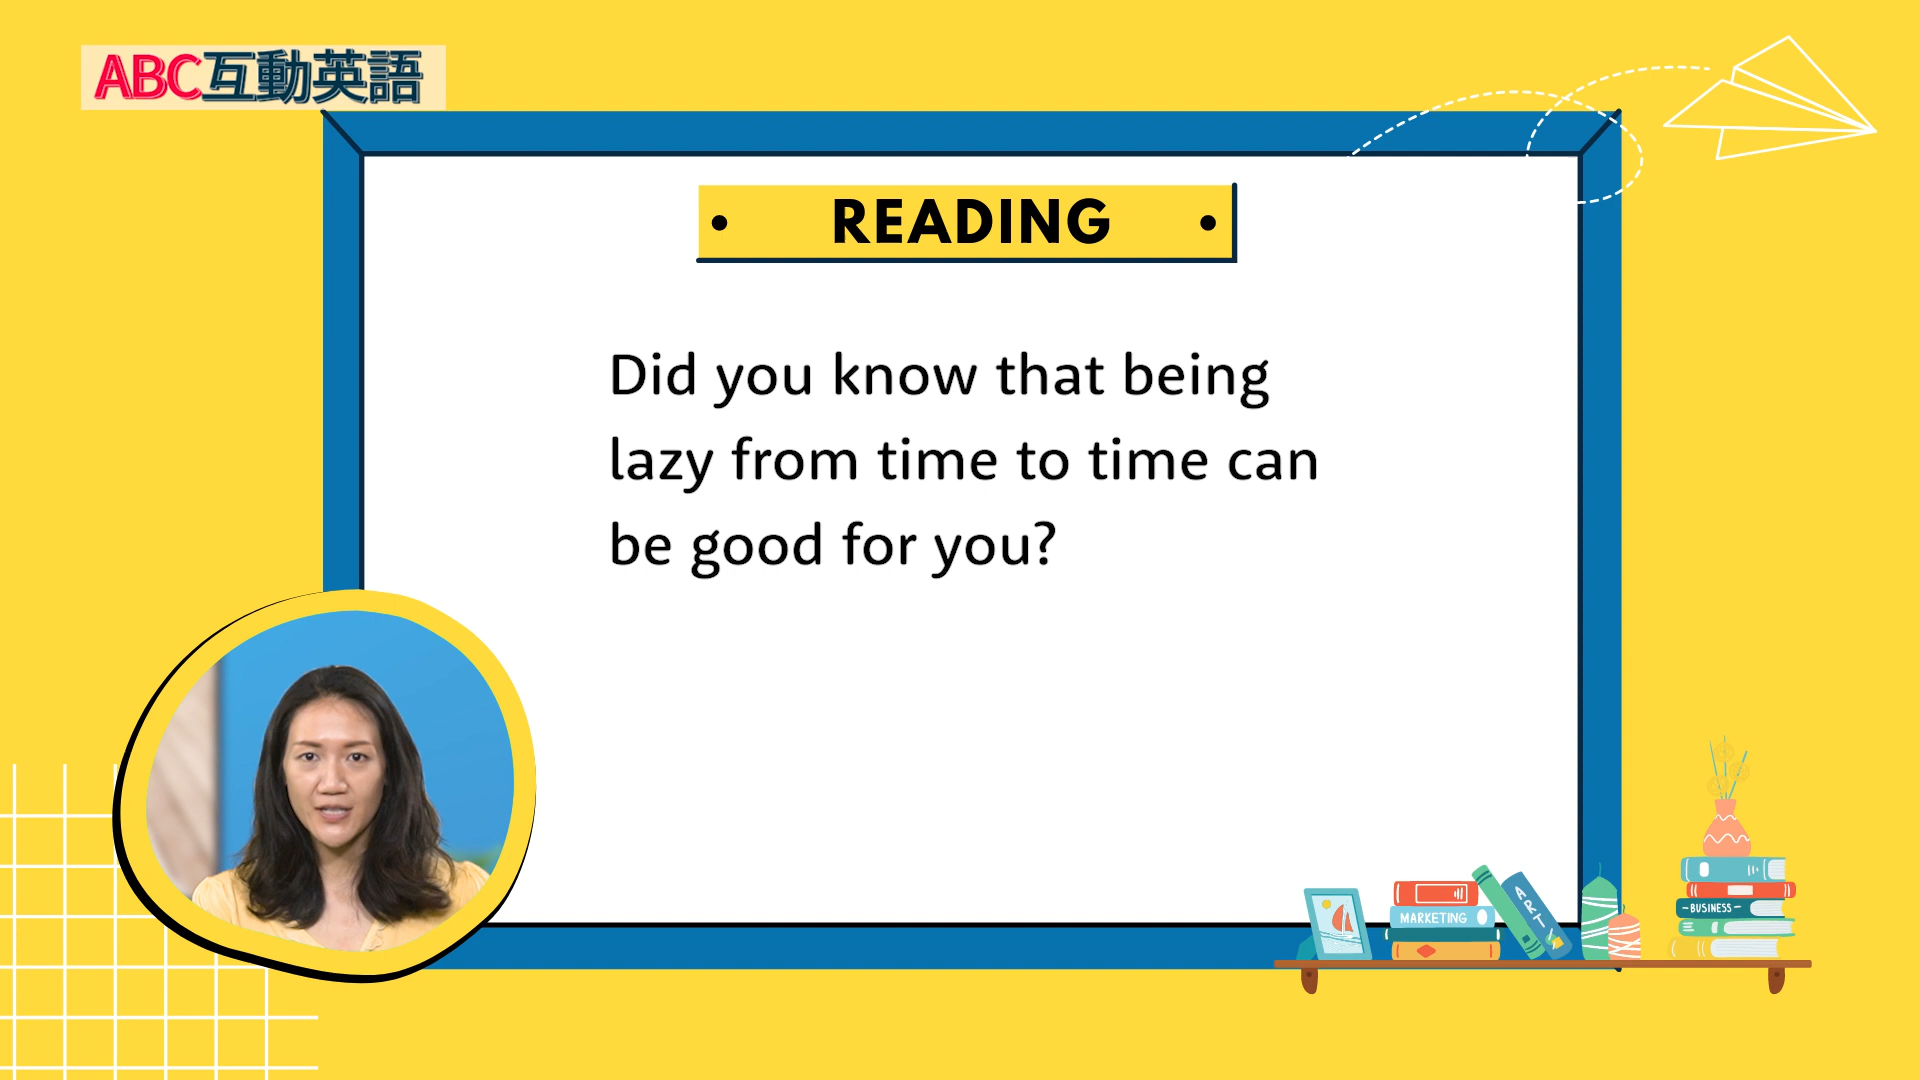 ABC互動英語
READING
Did you know that being
lazy from time to time can
be good for you?
MARKETING
ART
BUSINESS